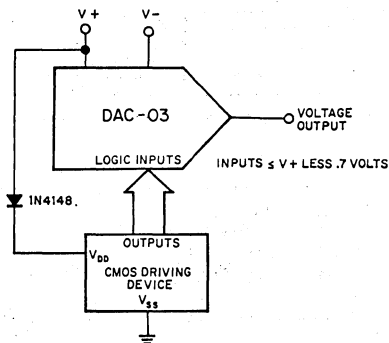 V+ V-
DAC-03
VOLTAGE
OUTPUT
LOGIC INPUTS
INPUTS ≤ V+ LESS .7 VOLTS
1N4148.
OUTPUTS
VDD
CMOS DRIVING
DEVICE
VSS